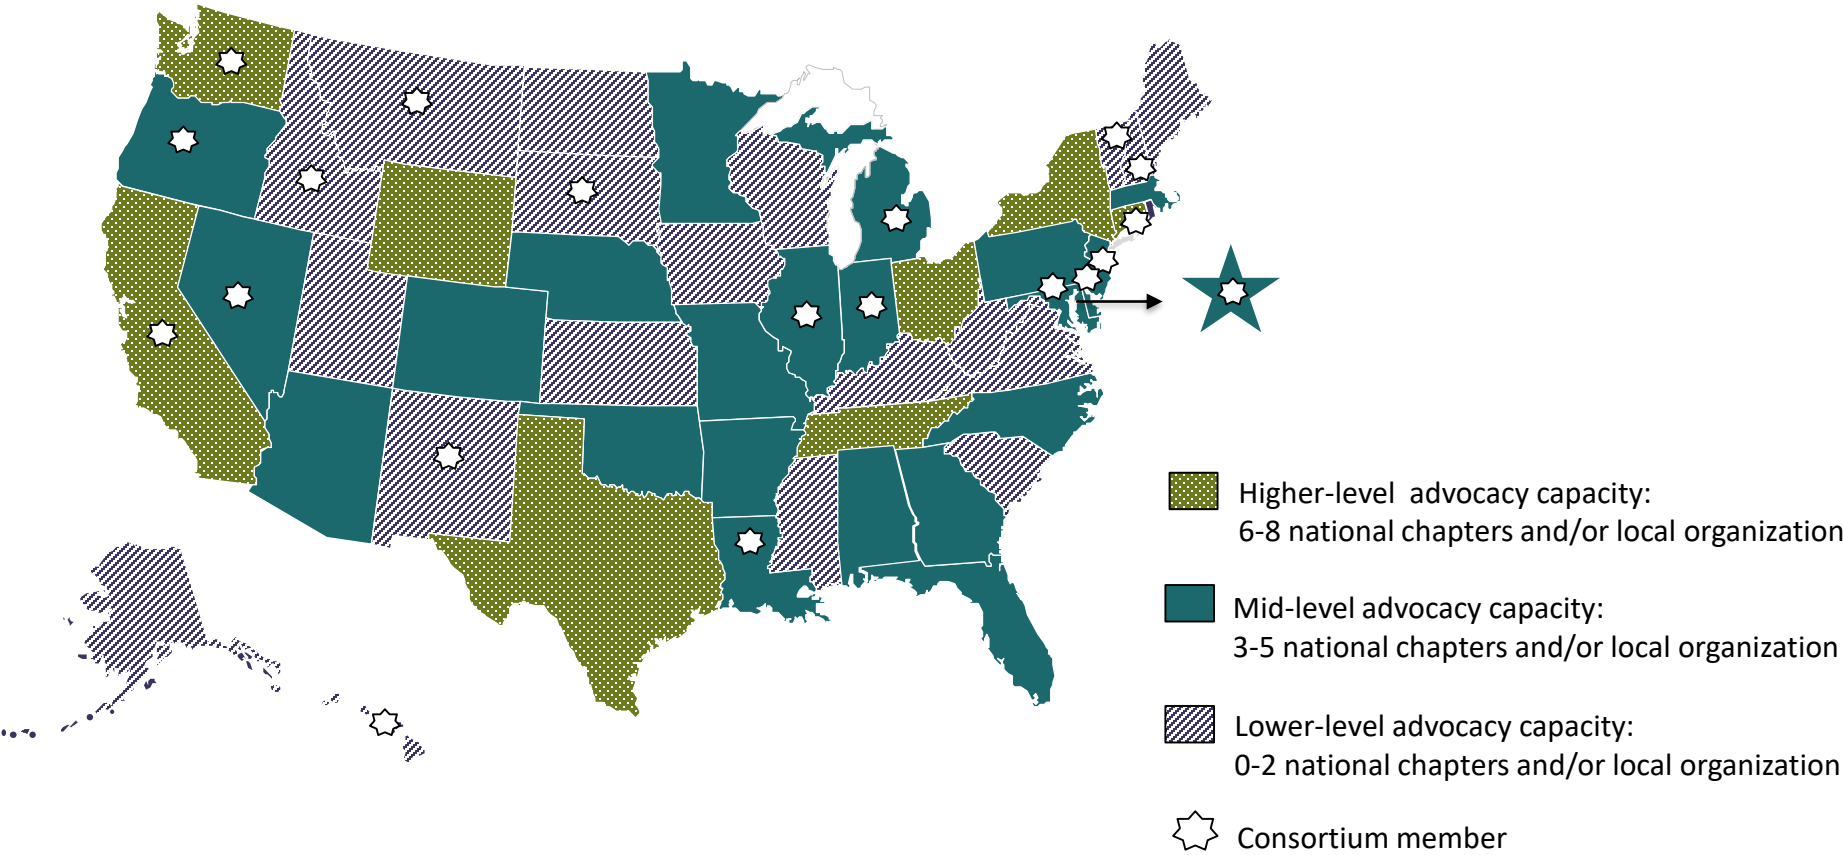 Higher-level advocacy capacity:
6-8 national chapters and/or local organization
Mid-level advocacy capacity:
3-5 national chapters and/or local organization
Lower-level advocacy capacity:
0-2 national chapters and/or local organization
Consortium member